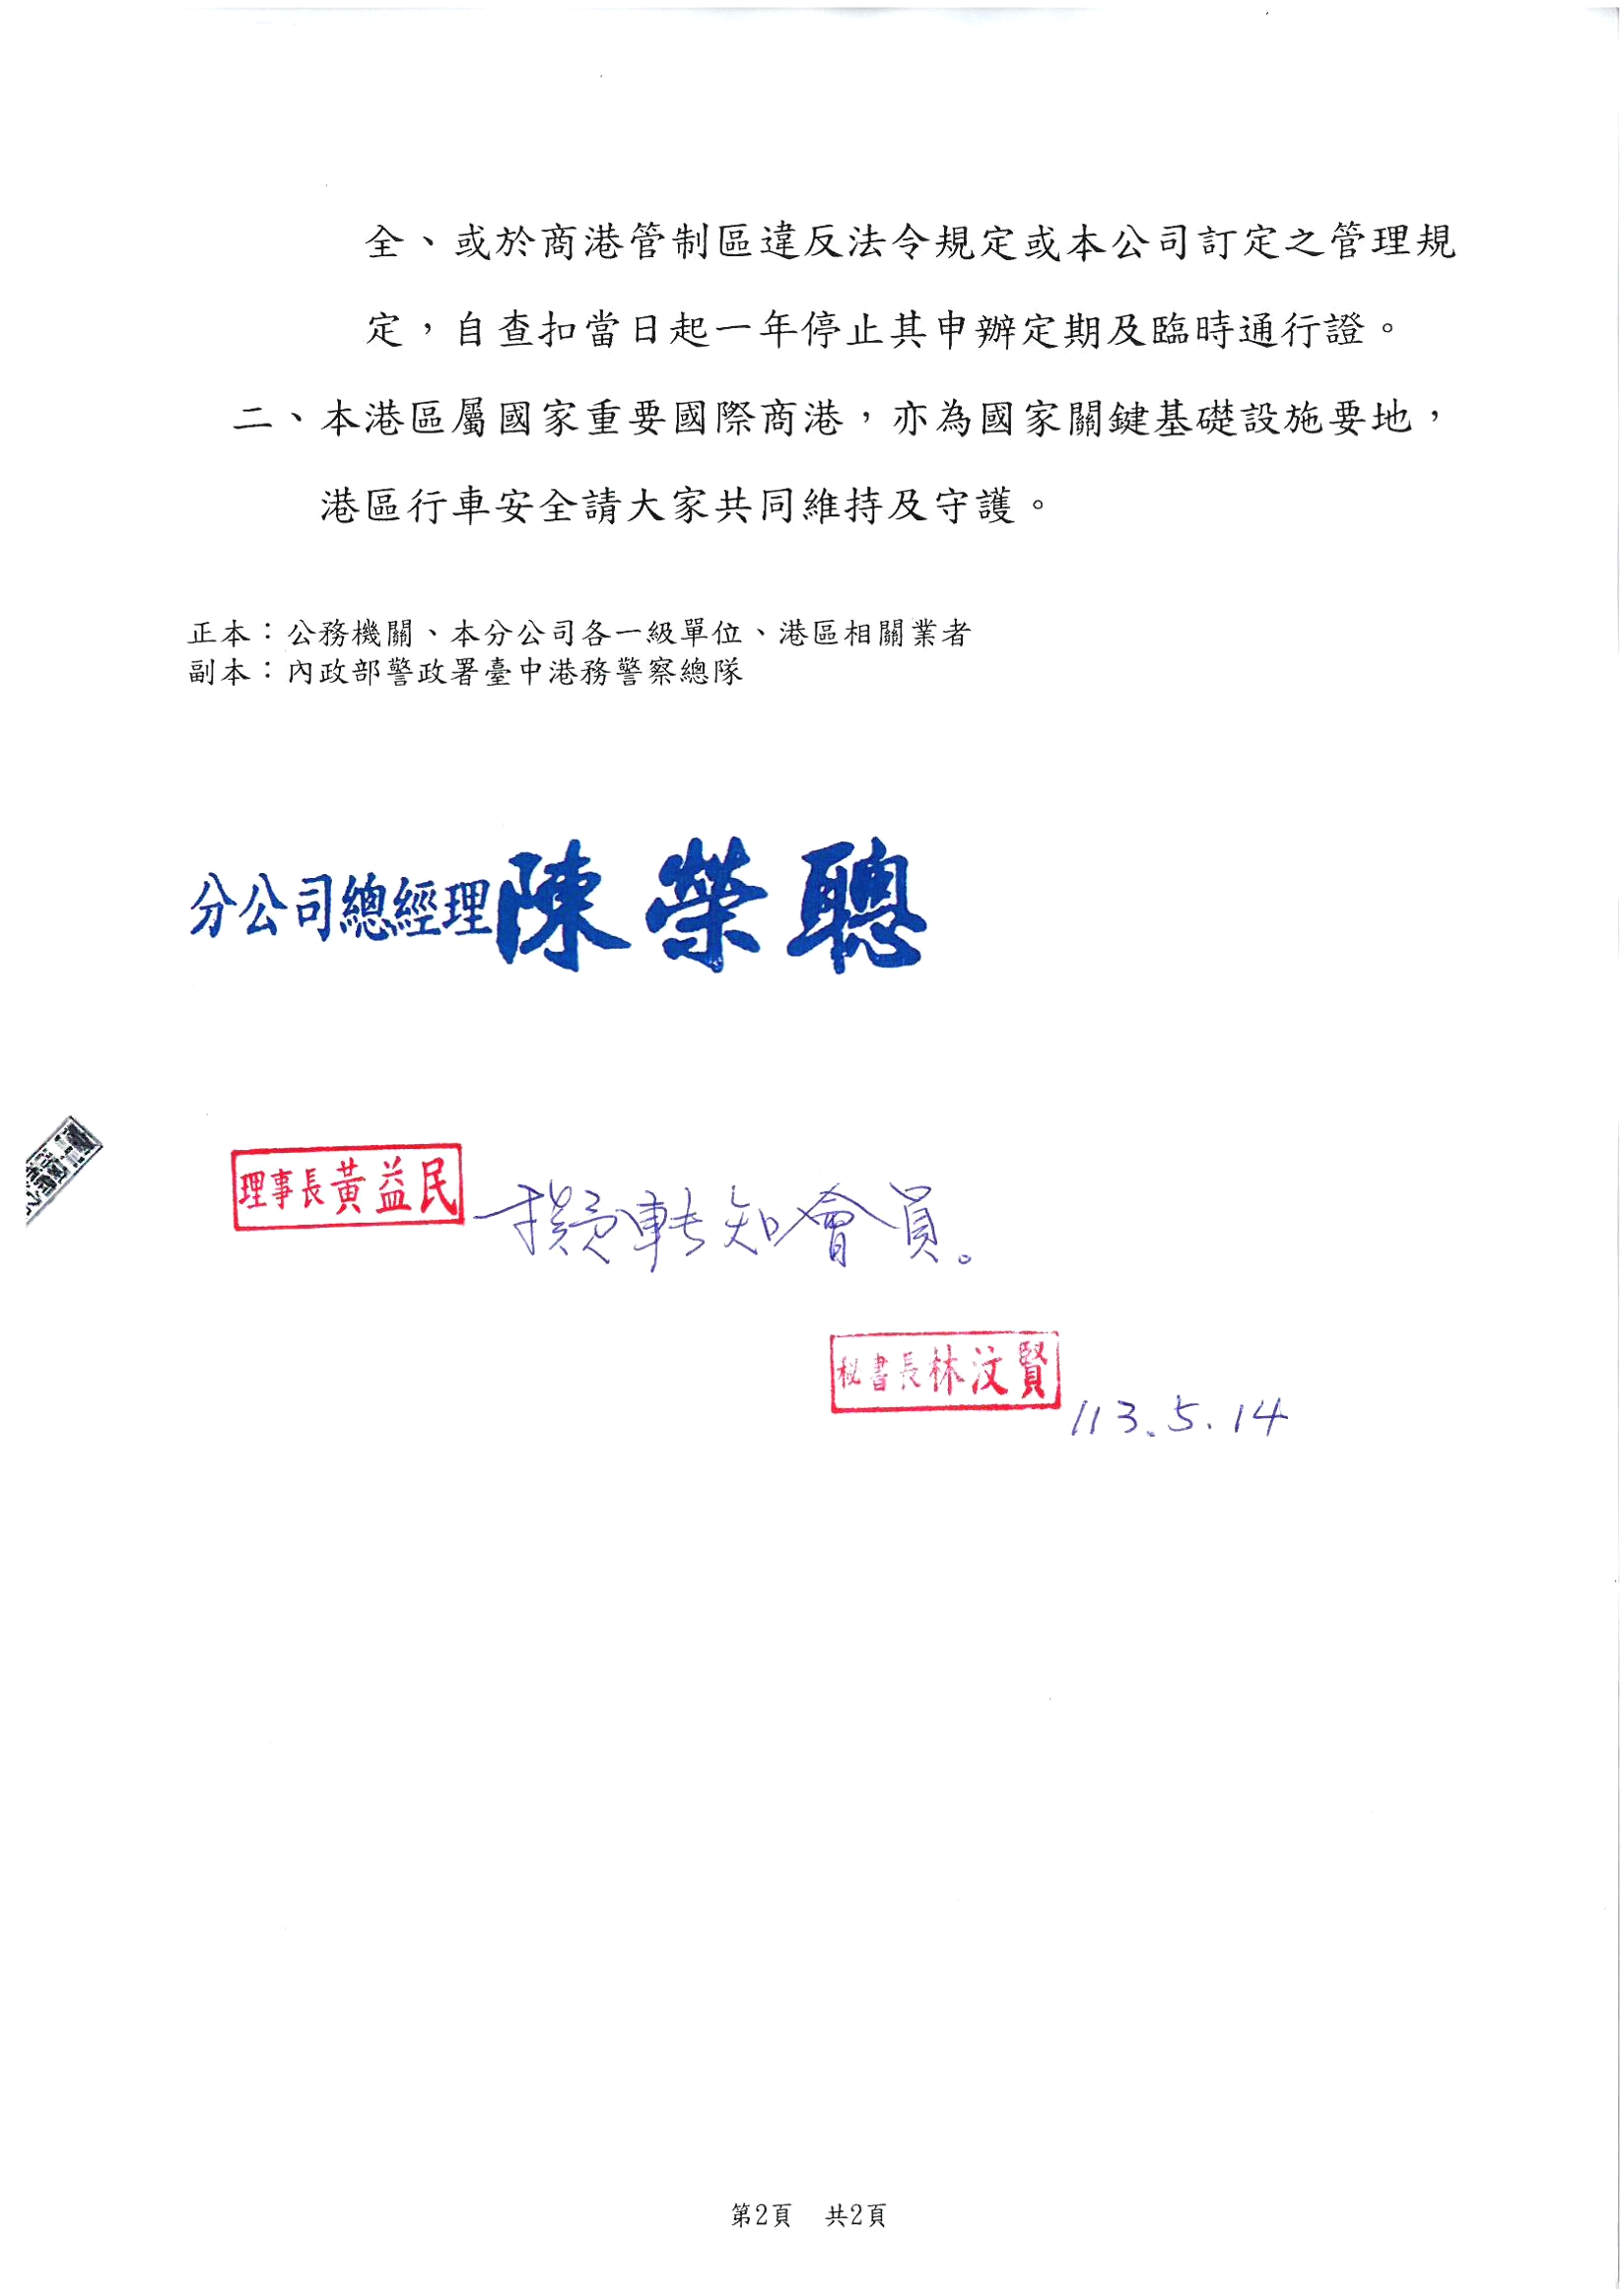 全、或於商港管制區違反法令規定或本公司訂定之管理規
定，自查扣當日起一年停止其申辦定期及臨時通行證。
二、本港區屬國家重要國際商港，亦為國家關鍵基礎設施要地，
港區行車安全請大家共同維持及守護。
正本：公務機關、本分公司各一級單位、港區相關業者
副本：內政部警政署臺中港務警察總隊
分公司總經理陳榮聰
理事長黃益民
擬轉知會員。
秘書長林汶賢
113.5.14
第2頁 共2頁